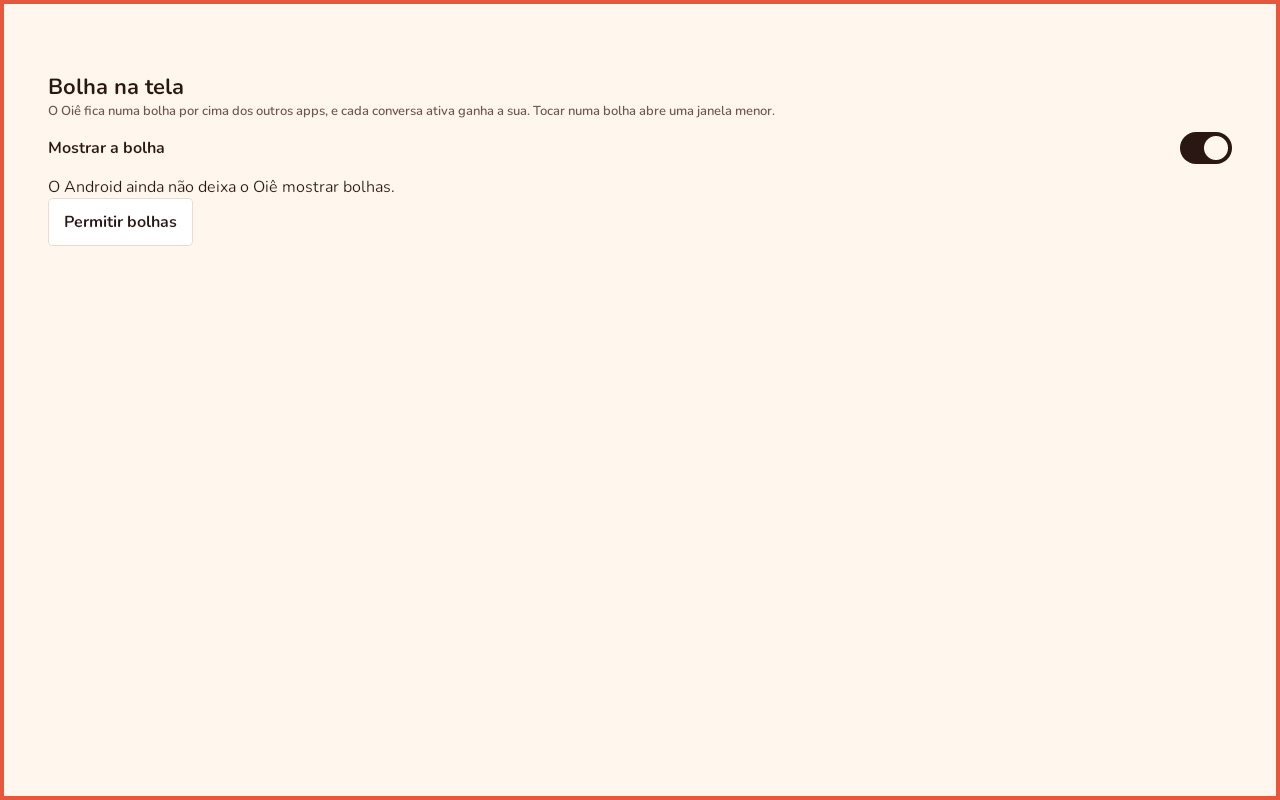 Bolha na tela
O Oiê fica numa bolha por cima dos outros apps, e cada conversa ativa ganha a sua. Tocar numa bolha abre uma janela menor.
Mostrar a bolha
O Android ainda não deixa o Oiê mostrar bolhas.
Permitir bolhas